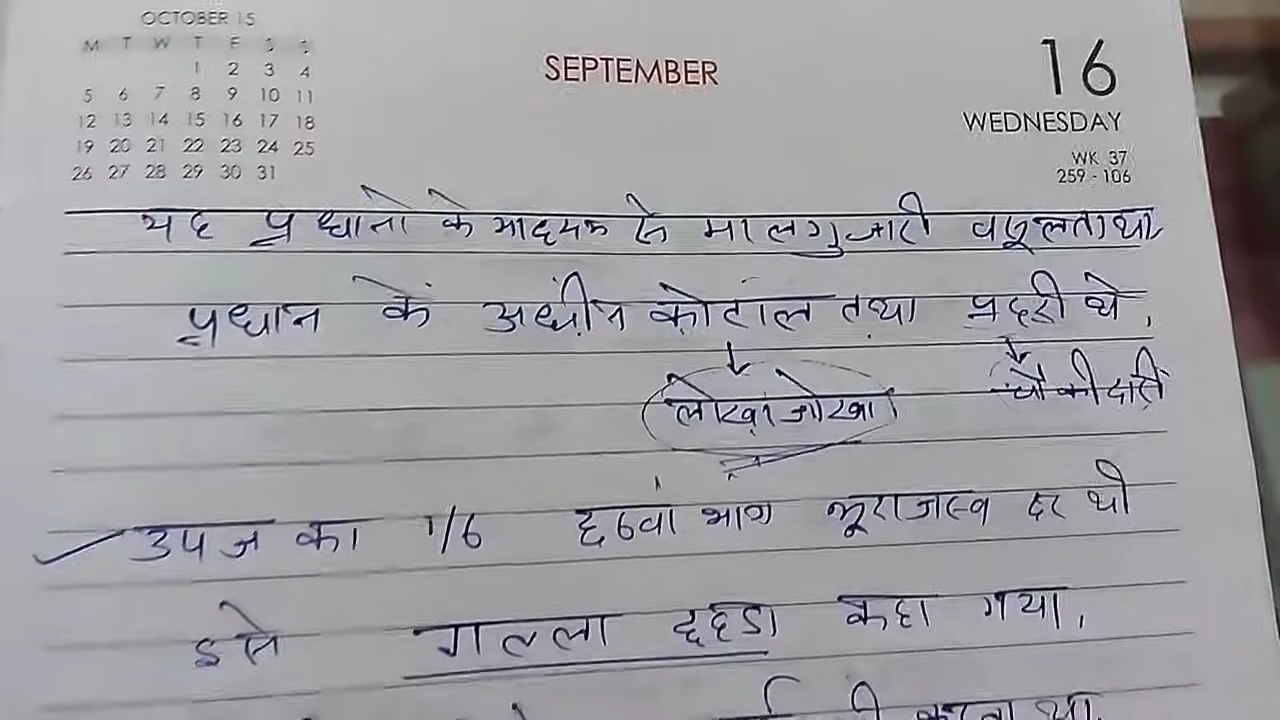 OCTOBER 15
M T W T F S S
1 2 3 4
5 6 7 8 9 10 11
12 13 14 15 16 17 18
19 20 21 22 23 24 25
26 27 28 29 30 31
SEPTEMBER
16
WEDNESDAY
WK 37
259 - 106
यह प्रधानो के माध्यम से मालगुजारी वसूलता था
प्रधान के अधीन कोटाल तथा प्रहरी थे,
लेखा जोखा
चौकीदारी
उपज का 1/6 भाग भूराजस्व दर थी
इसे गल्ला कहा गया,
करता था